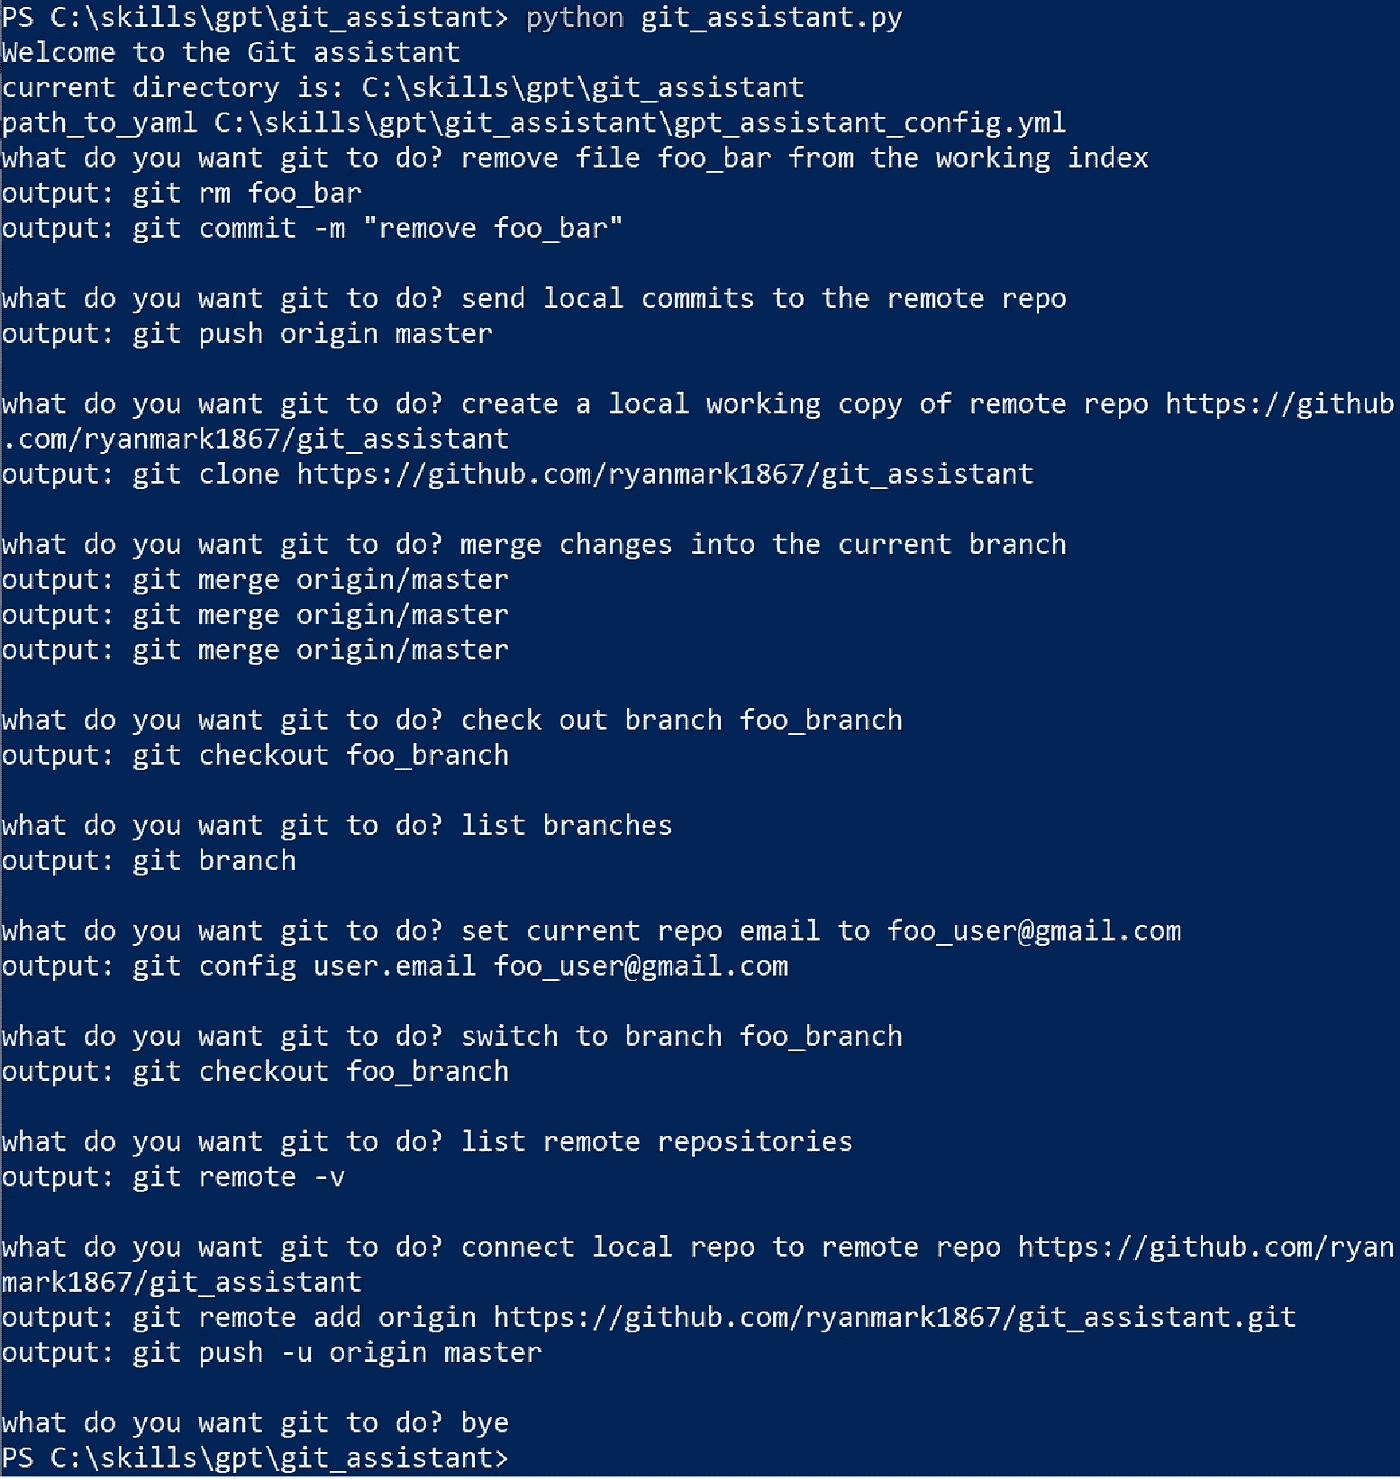 PS C:\skills\gpt\git_assistant> python git_assistant.py
Welcome to the Git assistant
current directory is: C:\skills\gpt\git_assistant
path_to_yaml C:\skills\gpt\git_assistant\gpt_assistant_config.yml
what do you want git to do? remove file foo_bar from the working index
output: git rm foo_bar
output: git commit -m "remove foo_bar"
what do you want git to do? send local commits to the remote repo
output: git push origin master
what do you want git to do? create a local working copy of remote repo https://github
.com/ryanmark1867/git_assistant
output: git clone https://github.com/ryanmark1867/git_assistant
what do you want git to do? merge changes into the current branch
output: git merge origin/master
output: git merge origin/master
output: git merge origin/master
what do you want git to do? check out branch foo_branch
output: git checkout foo_branch
what do you want git to do? list branches
output: git branch
what do you want git to do? set current repo email to foo_user@gmail.com
output: git config user.email foo_user@gmail.com
what do you want git to do? switch to branch foo_branch
output: git checkout foo_branch
what do you want git to do? list remote repositories
output: git remote -v
what do you want git to do? connect local repo to remote repo https://github.com/ryan
mark1867/git_assistant
output: git remote add origin https://github.com/ryanmark1867/git_assistant.git
output: git push -u origin master
what do you want git to do? bye
PS C:\skills\gpt\git_assistant>